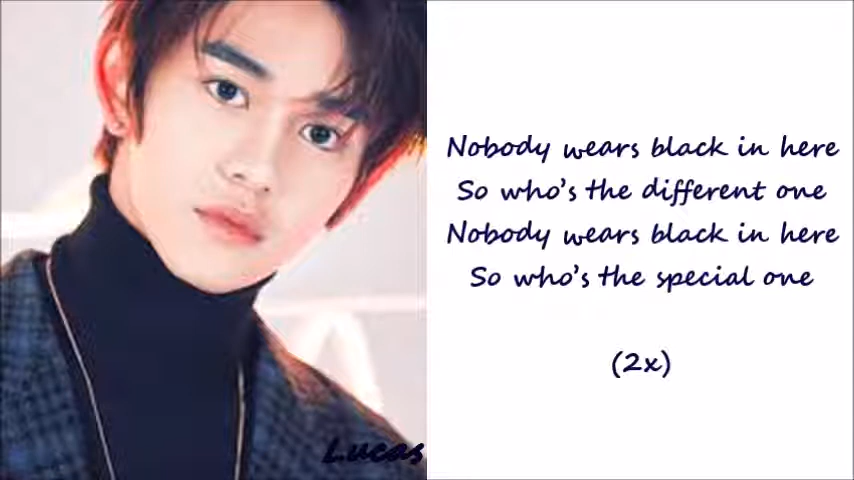 Nobody wears black in here
So who's the different one
Nobody wears black in here
So who's the special one
(2x)
Lucas